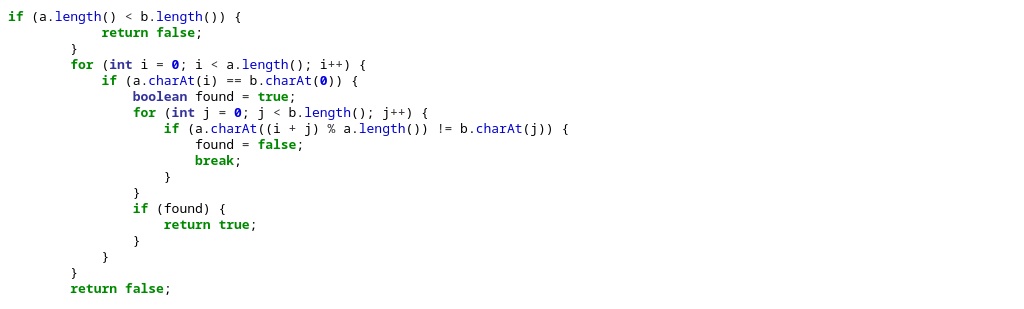 if (a.length() < b.length()) {
            return false;
        }
        for (int i = 0; i < a.length(); i++) {
            if (a.charAt(i) == b.charAt(0)) {
                boolean found = true;
                for (int j = 0; j < b.length(); j++) {
                    if (a.charAt((i + j) % a.length()) != b.charAt(j)) {
                        found = false;
                        break;
                    }
                }
                if (found) {
                    return true;
                }
            }
        }
        return false;